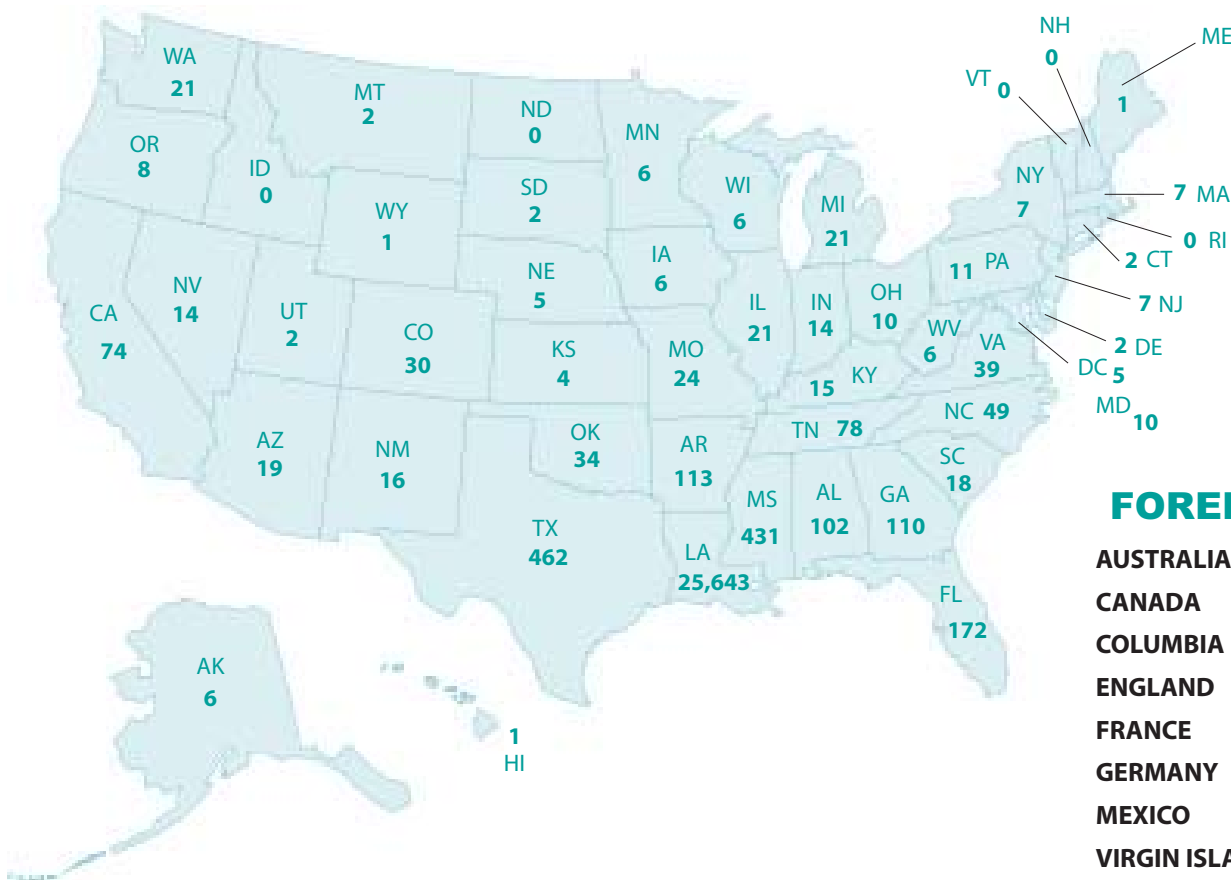 NH
0
ME
VT 0
WA
21
MT
2
ND
0
MN
6
1
OR
8
ID
0
SD
2
WI
6
MI
21
NY
7
7 MA
WY
1
0 RI
2 CT
IA
6
NE
5
11 PA
NV
14
7 NJ
CA
74
UT
2
CO
30
IL
21
IN
14
OH
10
WV
6
VA
39
2 DE
DC 5
KS
4
MO
24
15 KY
MD 10
NC 49
TN 78
AZ
19
NM
16
OK
34
AR
113
SC
18
MS
431
AL
102
GA
110
TX
462
LA
25,643
FL
172
AK
6
1
HI
AUSTRALIA
CANADA
COLUMBIA
ENGLAND
FRANCE
GERMANY
MEXICO
VIRGIN